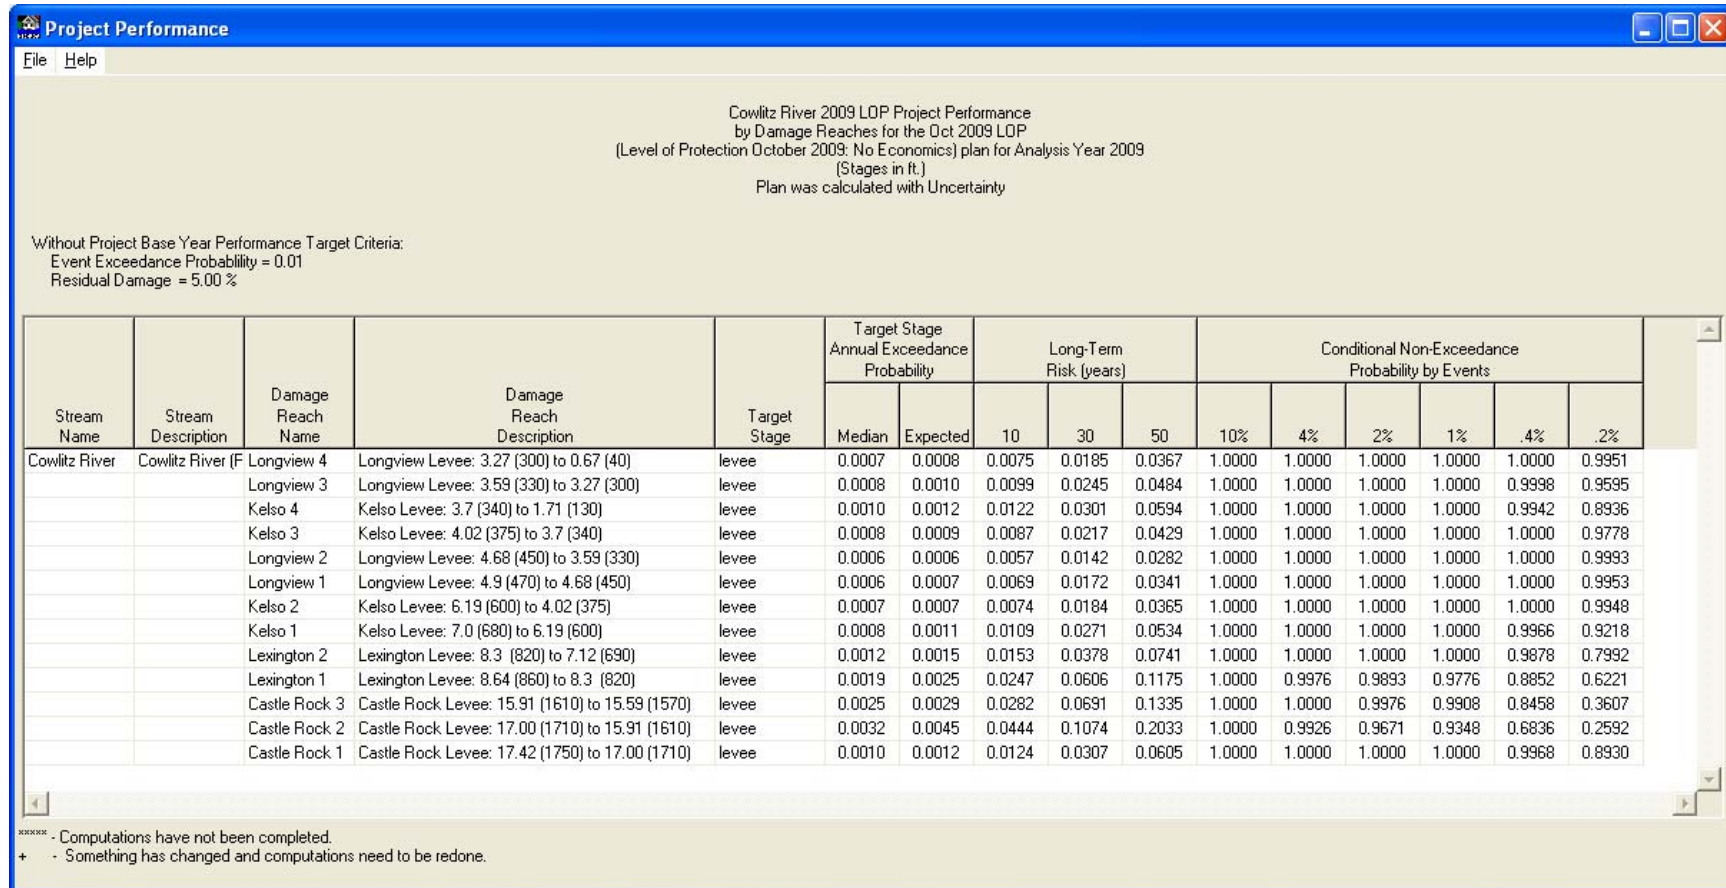 Project Performance
File Help
Cowlitz River 2009 LOP Project Performance
by Damage Reaches for the Oct 2009 LOP
(Level of Protection October 2009: No Economics) plan for Analysis Year 2009
(Stages in ft.)
Plan was calculated with Uncertainty
Without Project Base Year Performance Target Criteria:
Event Exceedance Probablility = 0.01
Residual Damage = 5.00 %
Stream Name Stream Description Damage Reach Name Damage Reach Description Target Stage Target Stage Annual Exceedance Probability Long-Term Risk (years) Conditional Non-Exceedance Probability by Events
Median Expected 10 30 50 10% 4% 2% 1% .4% .2%
Cowlitz River Cowlitz River (F Longview 4 Longview Levee: 3.27 (300) to 0.67 (40) levee 0.0007 0.0008 0.0075 0.0185 0.0367 1.0000 1.0000 1.0000 1.0000 1.0000 0.9951
Longview 3 Longview Levee: 3.59 (330) to 3.27 (300) levee 0.0008 0.0010 0.0099 0.0245 0.0484 1.0000 1.0000 1.0000 1.0000 0.9998 0.9595
Kelso 4 Kelso Levee: 3.7 (340) to 1.71 (130) levee 0.0010 0.0012 0.0122 0.0301 0.0594 1.0000 1.0000 1.0000 1.0000 0.9942 0.8936
Kelso 3 Kelso Levee: 4.02 (375) to 3.7 (340) levee 0.0008 0.0009 0.0087 0.0217 0.0429 1.0000 1.0000 1.0000 1.0000 1.0000 0.9778
Longview 2 Longview Levee: 4.68 (450) to 3.59 (330) levee 0.0006 0.0006 0.0057 0.0142 0.0282 1.0000 1.0000 1.0000 1.0000 1.0000 0.9993
Longview 1 Longview Levee: 4.9 (470) to 4.68 (450) levee 0.0006 0.0007 0.0069 0.0172 0.0341 1.0000 1.0000 1.0000 1.0000 1.0000 0.9953
Kelso 2 Kelso Levee: 6.19 (600) to 4.02 (375) levee 0.0007 0.0007 0.0074 0.0184 0.0365 1.0000 1.0000 1.0000 1.0000 1.0000 0.9948
Kelso 1 Kelso Levee: 7.0 (680) to 6.19 (600) levee 0.0008 0.0011 0.0109 0.0271 0.0534 1.0000 1.0000 1.0000 1.0000 0.9966 0.9218
Lexington 2 Lexington Levee: 8.3 (820) to 7.12 (690) levee 0.0012 0.0015 0.0153 0.0378 0.0741 1.0000 1.0000 1.0000 1.0000 0.9878 0.7992
Lexington 1 Lexington Levee: 8.64 (860) to 8.3 (820) levee 0.0019 0.0025 0.0247 0.0606 0.1175 1.0000 0.9976 0.9893 0.9776 0.8852 0.6221
Castle Rock 3 Castle Rock Levee: 15.91 (1610) to 15.59 (1570) levee 0.0025 0.0029 0.0282 0.0691 0.1335 1.0000 1.0000 0.9976 0.9908 0.8458 0.3607
Castle Rock 2 Castle Rock Levee: 17.00 (1710) to 15.91 (1610) levee 0.0032 0.0045 0.0444 0.1074 0.2033 1.0000 0.9926 0.9671 0.9348 0.6836 0.2592
Castle Rock 1 Castle Rock Levee: 17.42 (1750) to 17.00 (1710) levee 0.0010 0.0012 0.0124 0.0307 0.0605 1.0000 1.0000 1.0000 1.0000 0.9968 0.8930
***** - Computations have not been completed.
+ - Something has changed and computations need to be redone.